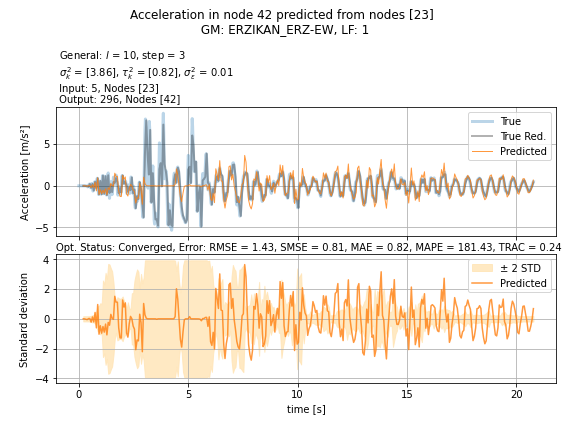 Acceleration in node 42 predicted from nodes [23]
GM: ERZIKAN_ERZ-EW, LF: 1
General: l = 10, step = 3
σ²ₖ = [3.86], τ²ₖ = [0.82], σ²ε = 0.01
Input: 5, Nodes [23]
Output: 296, Nodes [42]
Acceleration [m/s²]
5
0
−5
True
True Red.
Predicted
Opt. Status: Converged, Error: RMSE = 1.43, SMSE = 0.81, MAE = 0.82, MAPE = 181.43, TRAC = 0.24
Standard deviation
4
2
0
−2
−4
± 2 STD
Predicted
0 5 10 15 20
time [s]